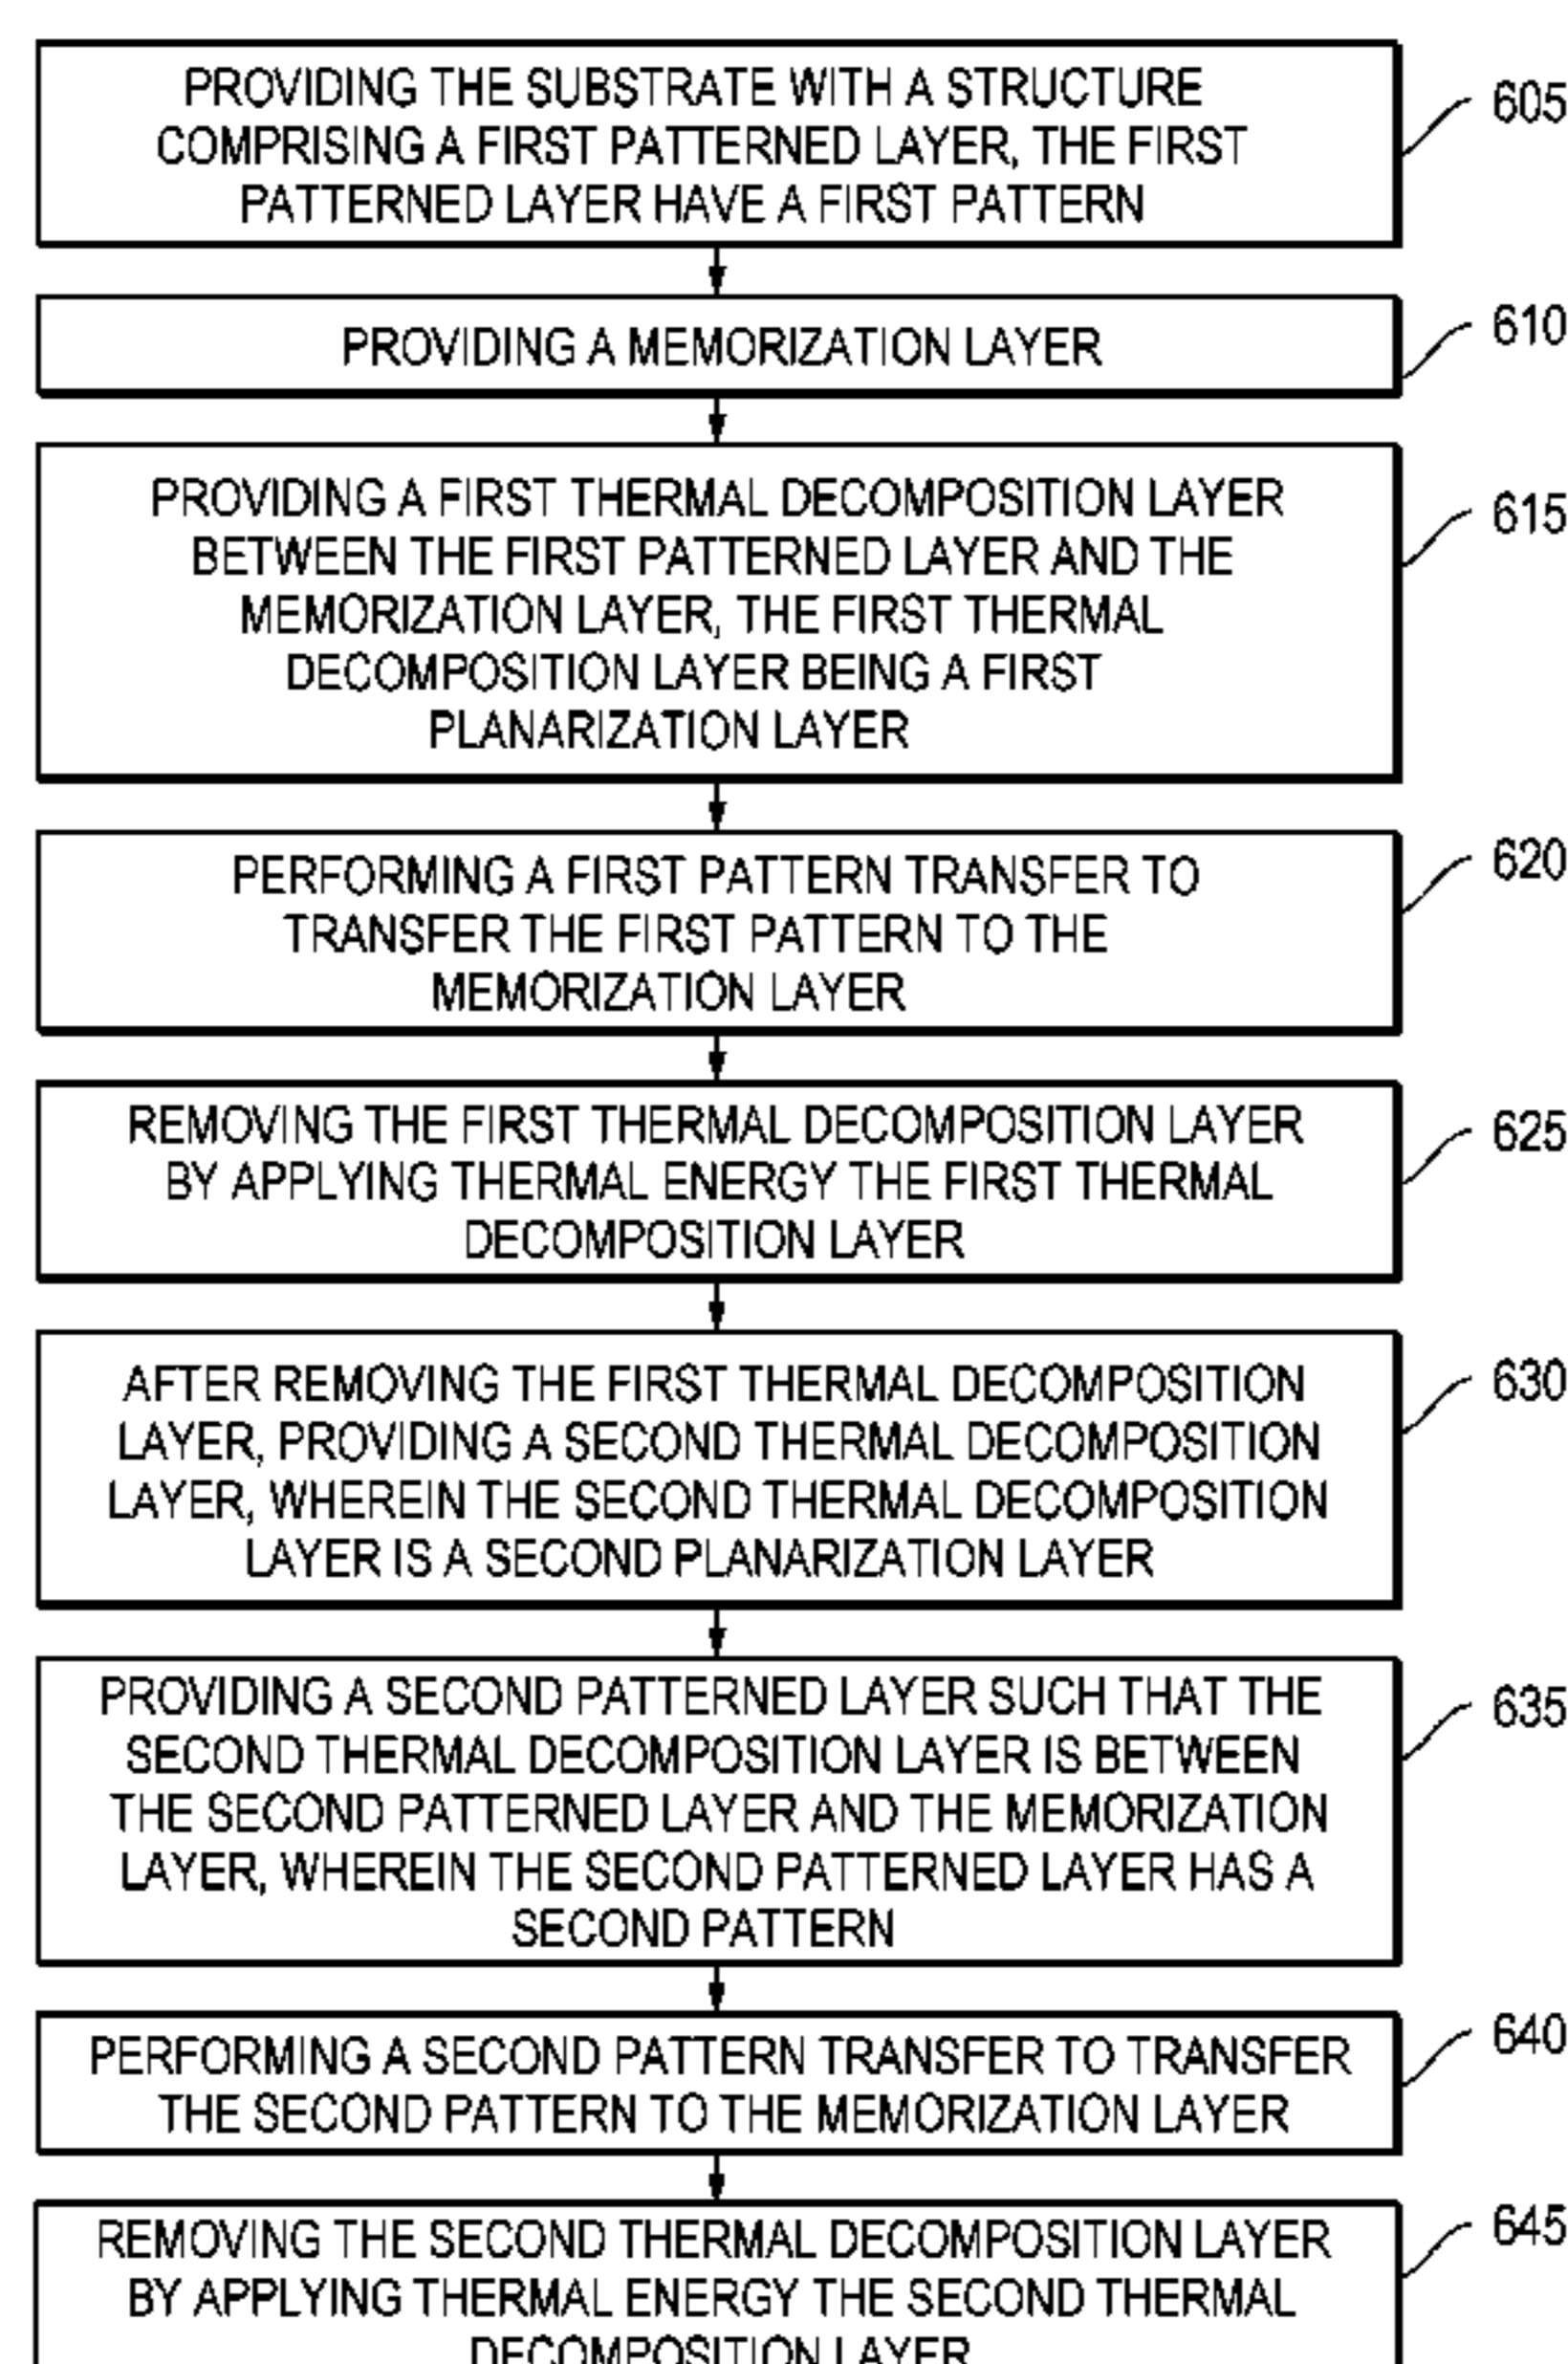 PROVIDING THE SUBSTRATE WITH A STRUCTURE
COMPRISING A FIRST PATTERNED LAYER, THE FIRST
PATTERNED LAYER HAVE A FIRST PATTERN
605
PROVIDING A MEMORIZATION LAYER
610
PROVIDING A FIRST THERMAL DECOMPOSITION LAYER
BETWEEN THE FIRST PATTERNED LAYER AND THE
MEMORIZATION LAYER, THE FIRST THERMAL
DECOMPOSITION LAYER BEING A FIRST
PLANARIZATION LAYER
615
PERFORMING A FIRST PATTERN TRANSFER TO
TRANSFER THE FIRST PATTERN TO THE
MEMORIZATION LAYER
620
REMOVING THE FIRST THERMAL DECOMPOSITION LAYER
BY APPLYING THERMAL ENERGY THE FIRST THERMAL
DECOMPOSITION LAYER
625
AFTER REMOVING THE FIRST THERMAL DECOMPOSITION
LAYER, PROVIDING A SECOND THERMAL DECOMPOSITION
LAYER, WHEREIN THE SECOND THERMAL DECOMPOSITION
LAYER IS A SECOND PLANARIZATION LAYER
630
PROVIDING A SECOND PATTERNED LAYER SUCH THAT THE
SECOND THERMAL DECOMPOSITION LAYER IS BETWEEN
THE SECOND PATTERNED LAYER AND THE MEMORIZATION
LAYER, WHEREIN THE SECOND PATTERNED LAYER HAS A
SECOND PATTERN
635
PERFORMING A SECOND PATTERN TRANSFER TO TRANSFER
THE SECOND PATTERN TO THE MEMORIZATION LAYER
640
REMOVING THE SECOND THERMAL DECOMPOSITION LAYER
BY APPLYING THERMAL ENERGY THE SECOND THERMAL
DECOMPOSITION LAYER
645